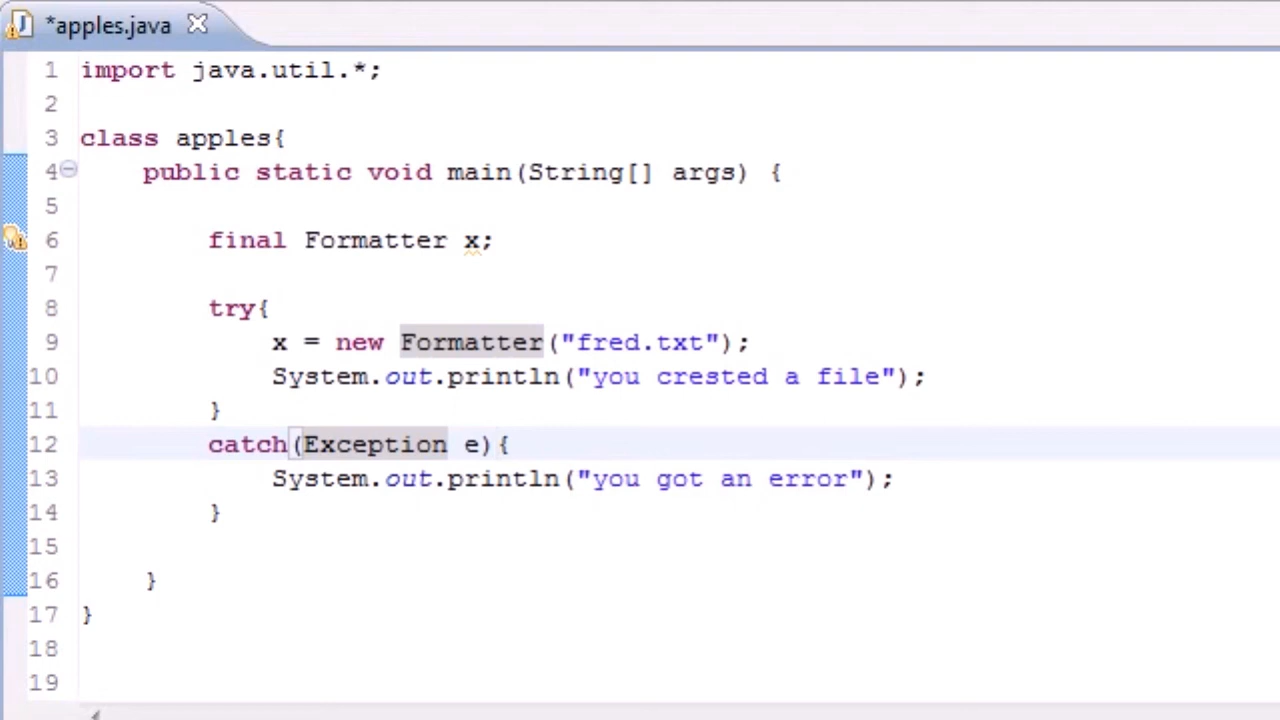 *apples.java
1 import java.util.*;
2
3 class apples{
4 public static void main(String[] args) {
5
6 final Formatter x;
7
8 try{
9 x = new Formatter("fred.txt");
10 System.out.println("you crested a file");
11 }
12 catch(Exception e){
13 System.out.println("you got an error");
14 }
15
16 }
17 }
18
19